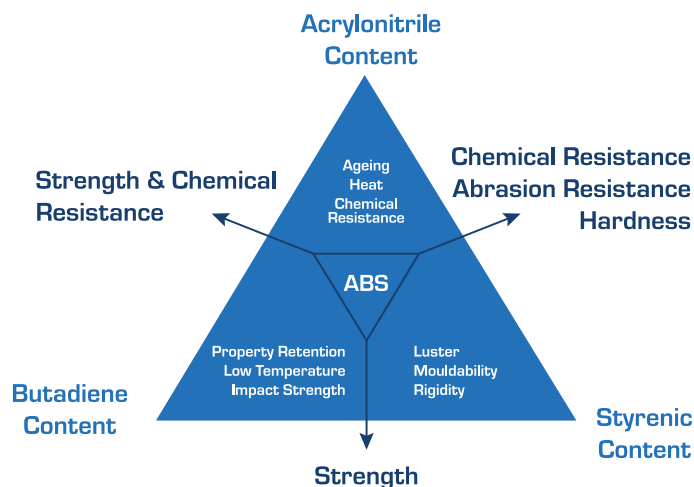 Acrylonitrile
Content
Strength & Chemical
Resistance
Chemical Resistance
Abrasion Resistance
Hardness
Ageing
Heat
Chemical
Resistance
ABS
Property Retention
Low Temperature
Impact Strength
Luster
Mouldability
Rigidity
Butadiene
Content
Styrenic
Content
Strength